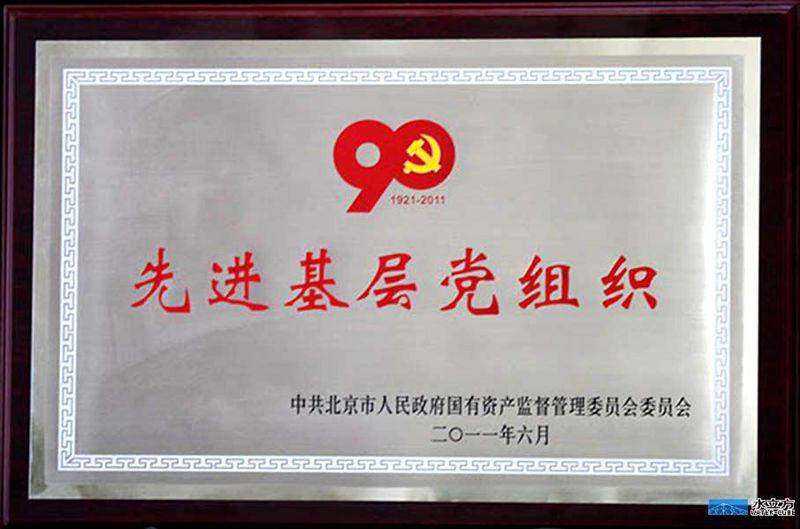 90
1921-2011
先进基层党组织
中共北京市人民政府国有资产监督管理委员会委员会
二〇一一年六月
水立方
WATER-CUBE